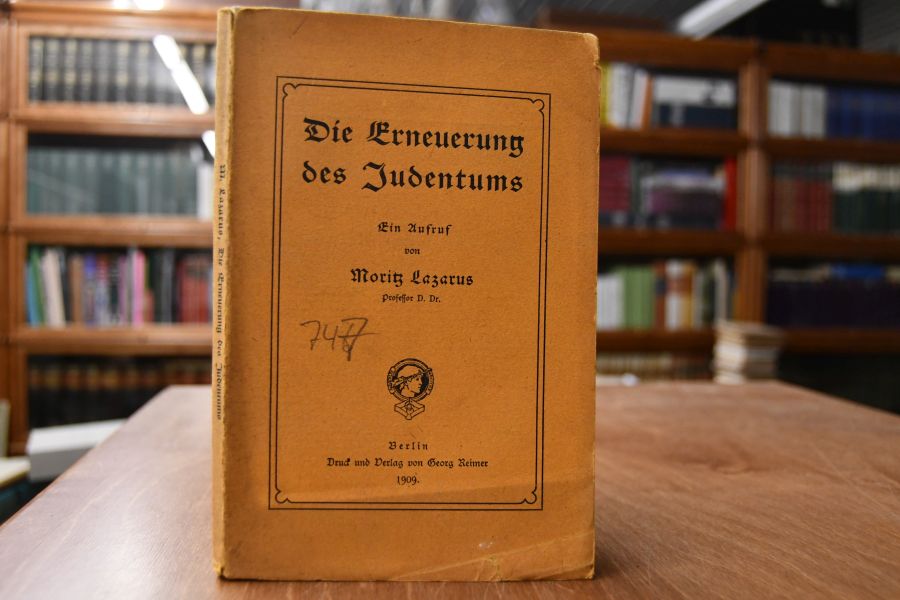 Die Erneuerung
des Judentums
Ein Aufruf
von
Moritz Lazarus
Professor D. Dr.
74
Berlin
Druck und Verlag von Georg Reimer
1909.
M. Lazarus, Die Erneuerung des Judentums